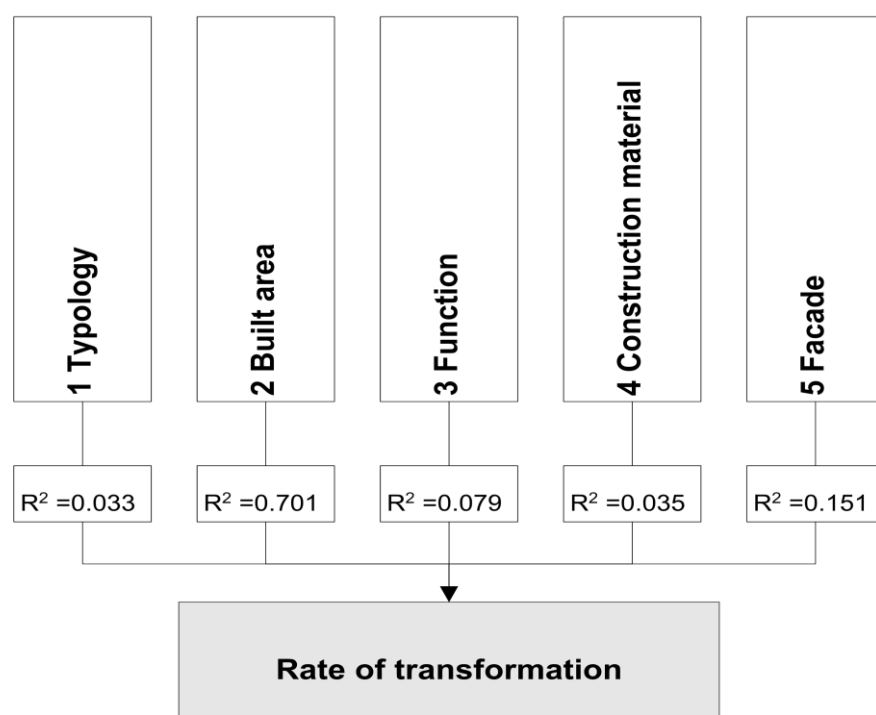 1 Typology
2 Built area
3 Function
4 Construction material
5 Facade
R² =0.033
R² =0.701
R² =0.079
R² =0.035
R² =0.151
Rate of transformation